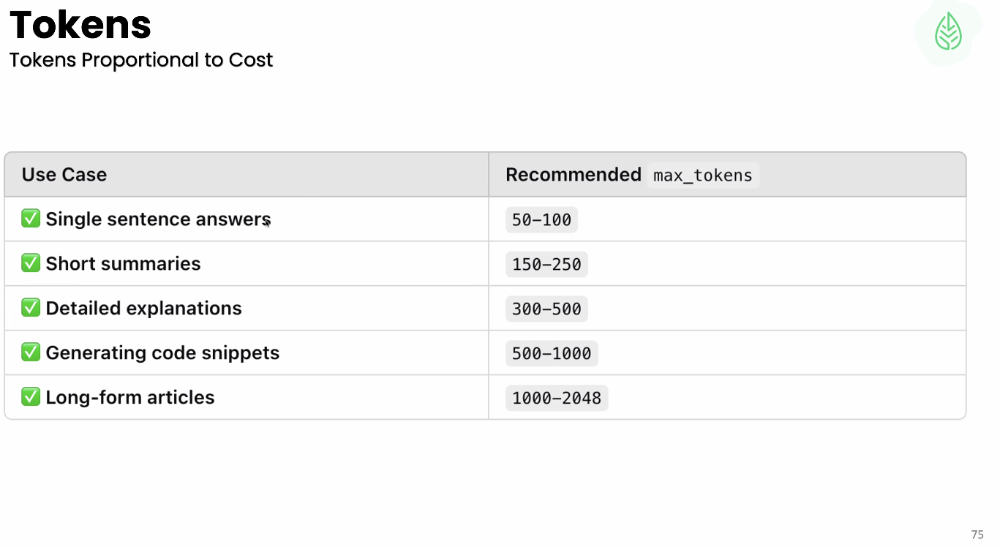 Tokens
Tokens Proportional to Cost
Use Case Recommended max_tokens
✅ Single sentence answers 50–100
✅ Short summaries 150–250
✅ Detailed explanations 300–500
✅ Generating code snippets 500–1000
✅ Long-form articles 1000–2048
75